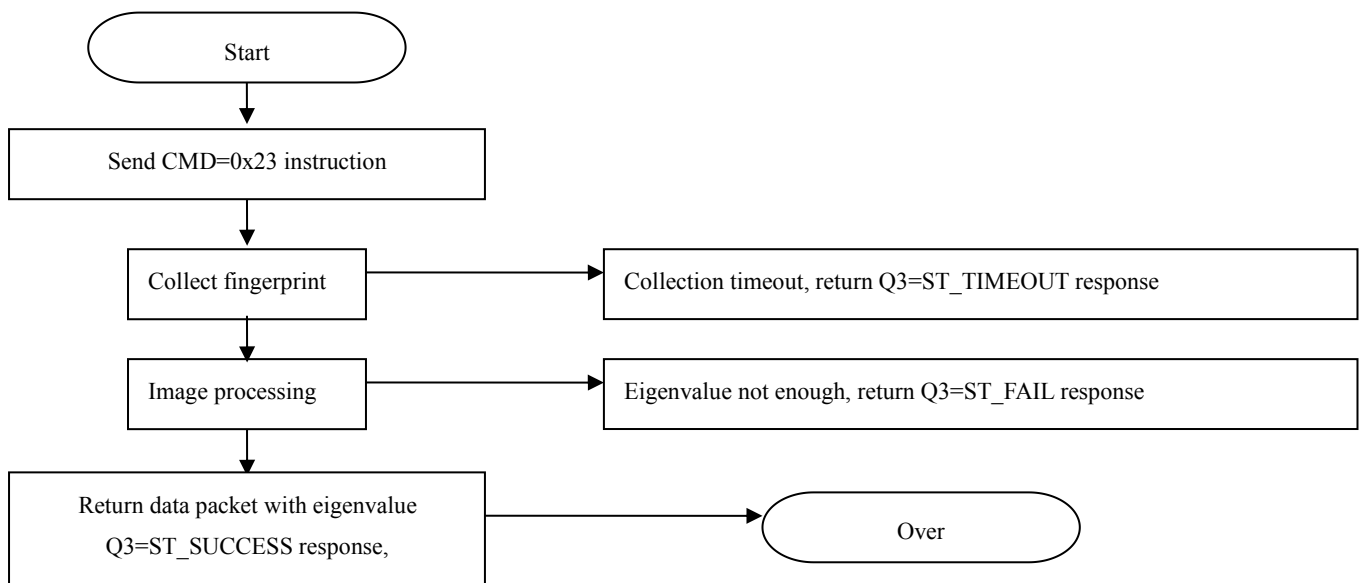 Start
Send CMD=0x23 instruction
Collect fingerprint
Collection timeout, return Q3=ST_TIMEOUT response
Image processing
Eigenvalue not enough, return Q3=ST_FAIL response
Return data packet with eigenvalue
Q3=ST_SUCCESS response,
Over